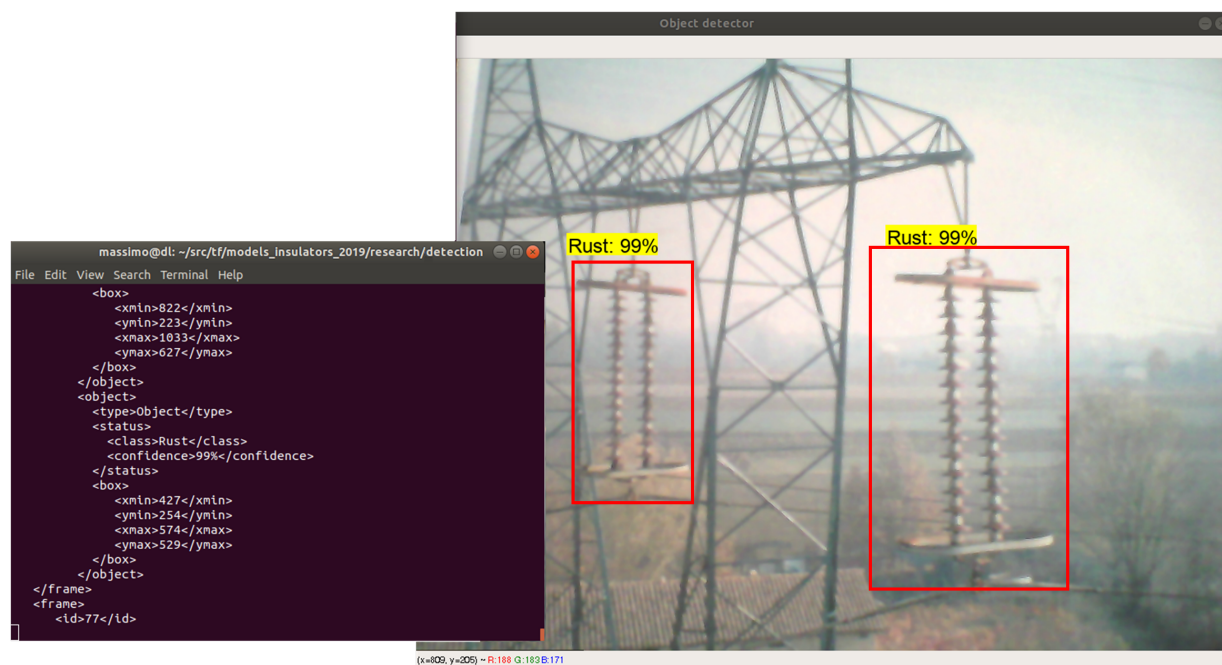 Object detector
Rust: 99%
Rust: 99%
massimo@dl: ~/src/tf/models_insulators_2019/research/detection
File Edit View Search Terminal Help
<box>
<xmin>822</xmin>
<ymin>223</ymin>
<xmax>1033</xmax>
<ymax>627</ymax>
</box>
</object>
<object>
<type>Object</type>
<status>
<class>Rust</class>
<confidence>99%</confidence>
</status>
<box>
<xmin>427</xmin>
<ymin>254</ymin>
<xmax>574</xmax>
<ymax>529</ymax>
</box>
</object>
</frame>
<frame>
<id>77</id>
(x=809, y=205) ~ R:188 G:183 B:171